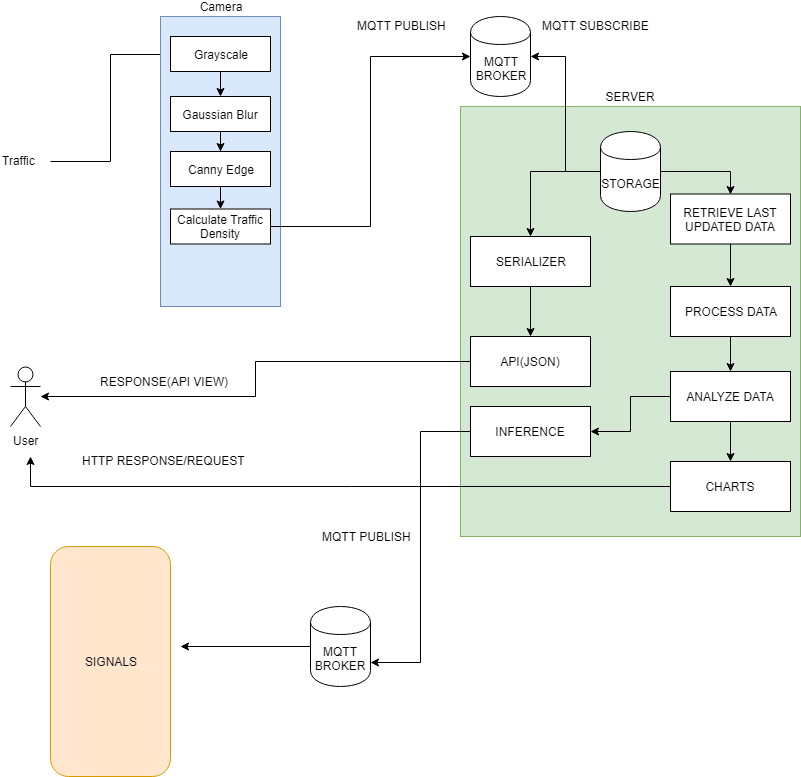 Camera
MQTT PUBLISH
MQTT SUBSCRIBE
Grayscale
MQTT
BROKER
SERVER
Gaussian Blur
Traffic
Canny Edge
STORAGE
Calculate Traffic
Density
RETRIEVE LAST
UPDATED DATA
SERIALIZER
PROCESS DATA
API(JSON)
RESPONSE(API VIEW)
ANALYZE DATA
User
INFERENCE
HTTP RESPONSE/REQUEST
CHARTS
MQTT PUBLISH
MQTT
BROKER
SIGNALS